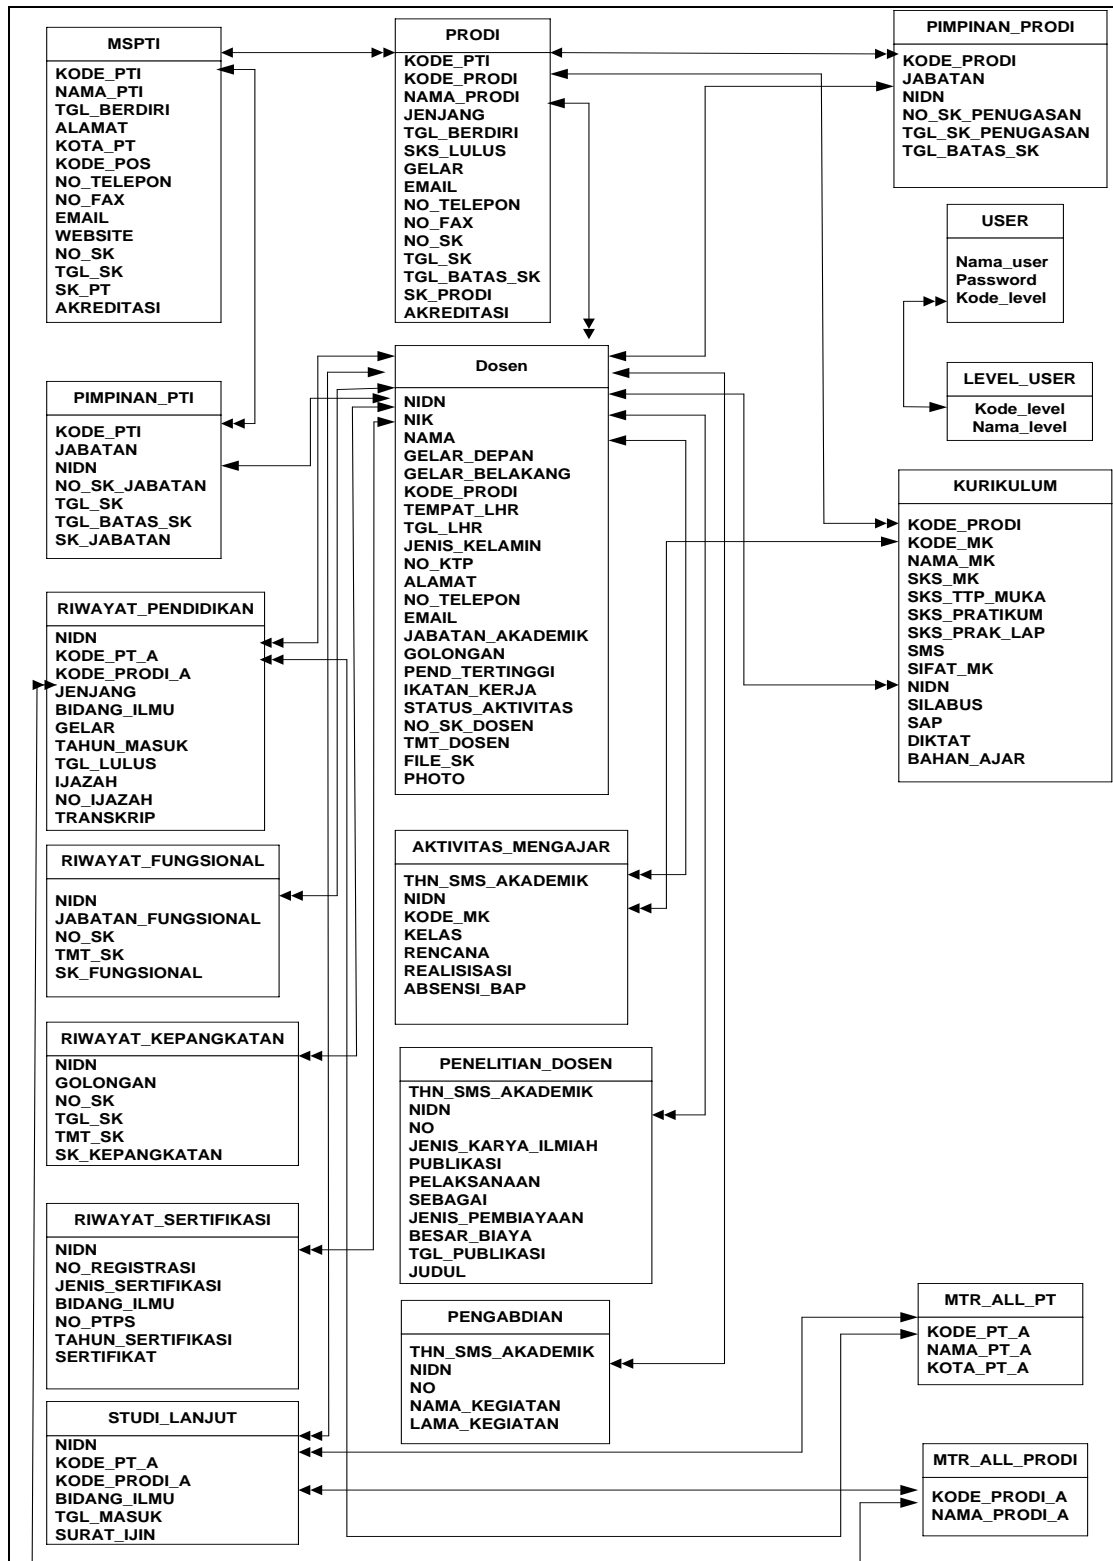 MSPTI
KODE_PTI
NAMA_PTI
TGL_BERDIRI
ALAMAT
KOTA_PT
KODE_POS
NO_TELEPON
NO_FAX
EMAIL
WEBSITE
NO_SK
TGL_SK
SK_PT
AKREDITASI
PRODI
KODE_PTI
KODE_PRODI
NAMA_PRODI
JENJANG
TGL_BERDIRI
SKS_LULUS
GELAR
EMAIL
NO_TELEPON
NO_FAX
NO_SK
TGL_SK
TGL_BATAS_SK
SK_PRODI
AKREDITASI
PIMPINAN_PRODI
KODE_PRODI
JABATAN
NIDN
NO_SK_PENUGASAN
TGL_SK_PENUGASAN
TGL_BATAS_SK
USER
Nama_user
Password
Kode_level
LEVEL_USER
Kode_level
Nama_level
PIMPINAN_PTI
KODE_PTI
JABATAN
NIDN
NO_SK_JABATAN
TGL_SK
TGL_BATAS_SK
SK_JABATAN
Dosen
NIDN
NIK
NAMA
GELAR_DEPAN
GELAR_BELAKANG
KODE_PRODI
TEMPAT_LHR
TGL_LHR
JENIS_KELAMIN
NO_KTP
ALAMAT
NO_TELEPON
EMAIL
JABATAN_AKADEMIK
GOLONGAN
PEND_TERTINGGI
IKATAN_KERJA
STATUS_AKTIVITAS
NO_SK_DOSEN
TMT_DOSEN
FILE_SK
PHOTO
KURIKULUM
KODE_PRODI
KODE_MK
NAMA_MK
SKS_MK
SKS_TTP_MUKA
SKS_PRATIKUM
SKS_PRAK_LAP
SMS
SIFAT_MK
NIDN
SILABUS
SAP
DIKTAT
BAHAN_AJAR
RIWAYAT_PENDIDIKAN
NIDN
KODE_PT_A
KODE_PRODI_A
JENJANG
BIDANG_ILMU
GELAR
TAHUN_MASUK
TGL_LULUS
IJAZAH
NO_IJAZAH
TRANSKRIP
RIWAYAT_FUNGSIONAL
NIDN
JABATAN_FUNGSIONAL
NO_SK
TMT_SK
SK_FUNGSIONAL
AKTIVITAS_MENGAJAR
THN_SMS_AKADEMIK
NIDN
KODE_MK
KELAS
RENCANA
REALISISASI
ABSENSI_BAP
RIWAYAT_KEPANGKATAN
NIDN
GOLONGAN
NO_SK
TGL_SK
TMT_SK
SK_KEPANGKATAN
PENELITIAN_DOSEN
THN_SMS_AKADEMIK
NIDN
NO
JENIS_KARYA_ILMIAH
PUBLIKASI
PELAKSANAAN
SEBAGAI
JENIS_PEMBIAYAAN
BESAR_BIAYA
TGL_PUBLIKASI
JUDUL
RIWAYAT_SERTIFIKASI
NIDN
NO_REGISTRASI
JENIS_SERTIFIKASI
BIDANG_ILMU
NO_PTPS
TAHUN_SERTIFIKASI
SERTIFIKAT
PENGABDIAN
THN_SMS_AKADEMIK
NIDN
NO
NAMA_KEGIATAN
LAMA_KEGIATAN
MTR_ALL_PT
KODE_PT_A
NAMA_PT_A
KOTA_PT_A
STUDI_LANJUT
NIDN
KODE_PT_A
KODE_PRODI_A
BIDANG_ILMU
TGL_MASUK
SURAT_IJIN
MTR_ALL_PRODI
KODE_PRODI_A
NAMA_PRODI_A